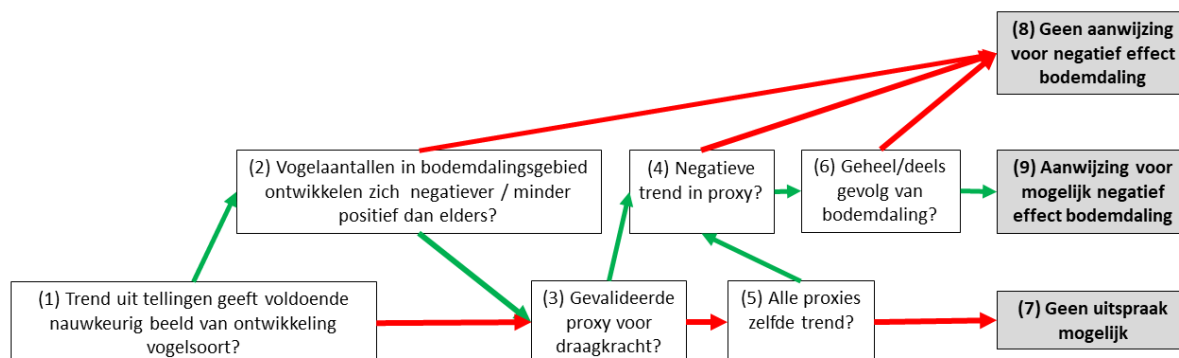 (8) Geen aanwijzing
voor negatief effect
bodemdaling
(2) Vogelaantallen in bodemdalingsgebied
ontwikkelen zich negatiever / minder
positief dan elders?
(4) Negatieve
trend in proxy?
(6) Geheel/deels
gevolg van
bodemdaling?
(9) Aanwijzing voor
mogelijk negatief
effect bodemdaling
(1) Trend uit tellingen geeft voldoende
nauwkeurig beeld van ontwikkeling
vogelsoort?
(3) Gevalideerde
proxy voor
draagkracht?
(5) Alle proxies
zelfde trend?
(7) Geen uitspraak
mogelijk